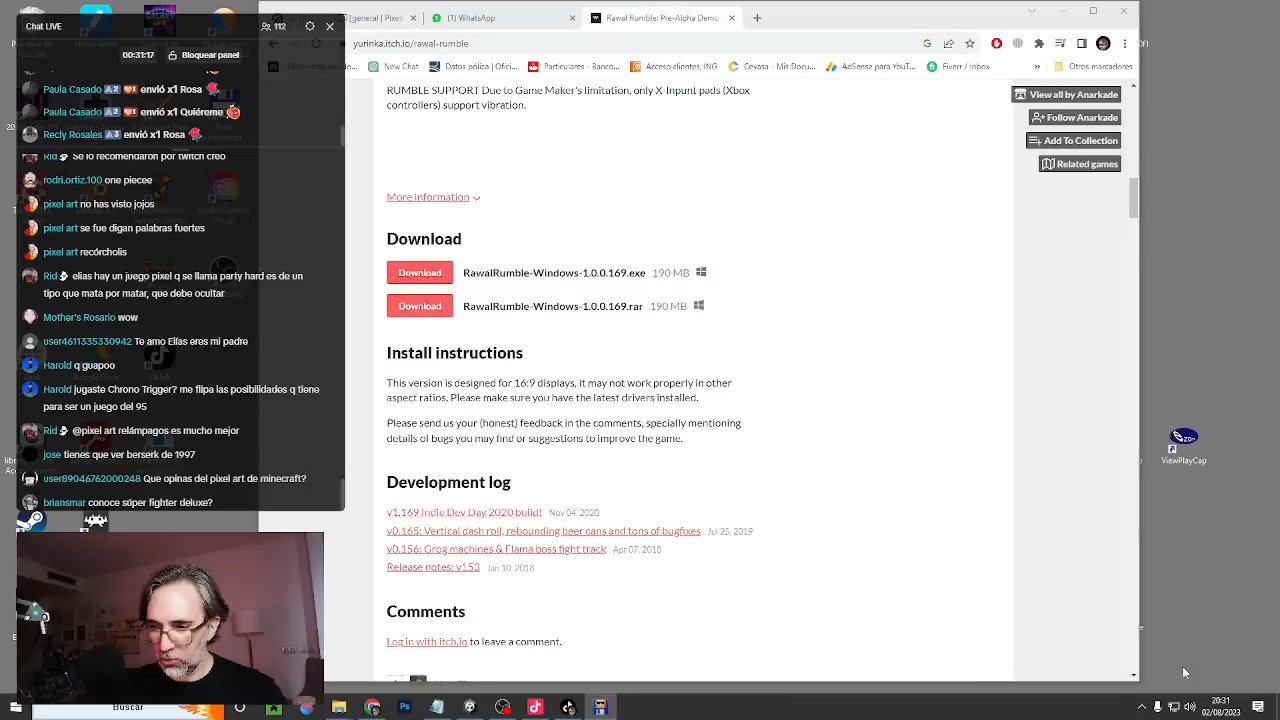 Chat LIVE
112
00:31:17
Bloquear panel
Paula Casado 2 1 envió x1 Rosa
Paula Casado 2 1 envió x1 Quiéreme
Recly Rosales 3 envió x1 Rosa
Rid Se lo recomendaron por twitch creo
rodri.ortiz.100 one piecee
pixel art no has visto jojos
pixel art se fue digan palabras fuertes
pixel art recórcholis
Rid elias hay un juego pixel q se llama party hard es de un
tipo que mata por matar, que debe ocultar
Mother's Rosario wow
user4611335330942 Te amo Elías eres mi padre
Harold q guapoo
Harold jugaste Chrono Trigger? me flipa las posibilidades q tiene
para ser un juego del 95
Rid @pixel art relámpagos es mucho mejor
jose tienes que ver berserk de 1997
user89046762000248 Que opinas del pixel art de minecraft?
briansmar conoce súper fighter deluxe?
general | Pixel
(1) WhatsApp
Rawal Rumble: Pre-Alpha Demo
yurinka.itch.io/rawal-rumble
New Chat
Datos póliza | Ofici...
Particulares - Banco...
Acceso clientes, ING
Cevana - Mis Docu...
AdSense para YouT...
Fiverr / Inbox
Otros marcadores
RUMBLE SUPPORT Due to Game Maker's limitation, only X-Inpunt pads (Xbox
controllers) support vibration.
View all by Anarkade
Follow Anarkade
Add To Collection
Related games
More information
Download
Download RawalRumble-Windows-1.0.0.169.exe 190 MB
Download RawalRumble-Windows-1.0.0.169.rar 190 MB
Install instructions
This version is designed for 16:9 displays, it may not work properly in other
aspect ratios. Please make sure you have the latest drivers installed.
Please send us your (honest) feedback in the comments, specially mentioning
details of bugs you may find or suggestions to improve the game.
Development log
v1.169 Indie Dev Day 2020 build! Nov 04, 2020
v0.165: Vertical dash roll, rebounding beer cans and tons of bugfixes Jul 25, 2019
v0.156: Grog machines & Flama boss fight track Apr 07, 2018
Release notes: v153 Jan 10, 2018
Comments
Log in with itch.io to leave a comment.
ViewPlayCap
Buscar
20:31
02/08/2023